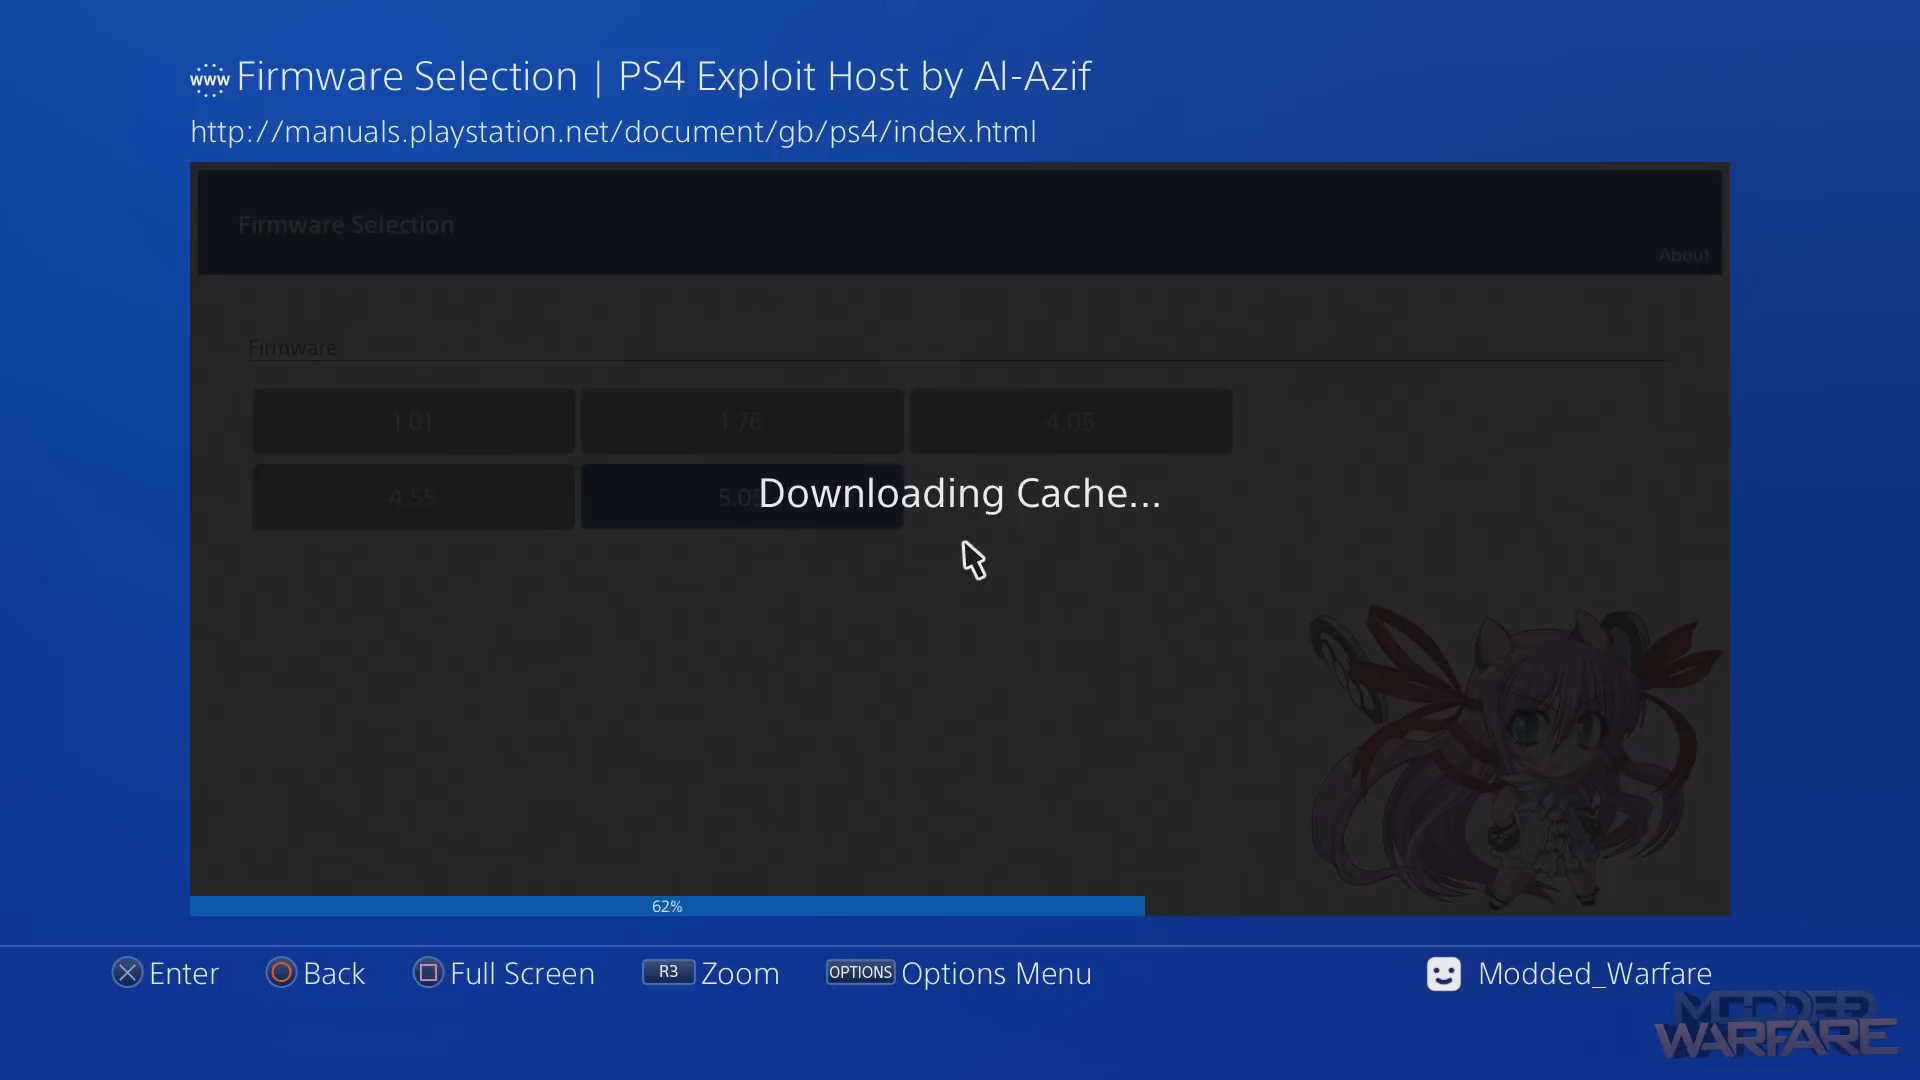 www Firmware Selection | PS4 Exploit Host by Al-Azif
http://manuals.playstation.net/document/gb/ps4/index.html
Firmware Selection
About
Firmware
1.01 1.76 4.05
4.55
Downloading Cache...
62%
Enter Back Full Screen R3 Zoom OPTIONS Options Menu Modded_Warfare
MODDED
WARFARE